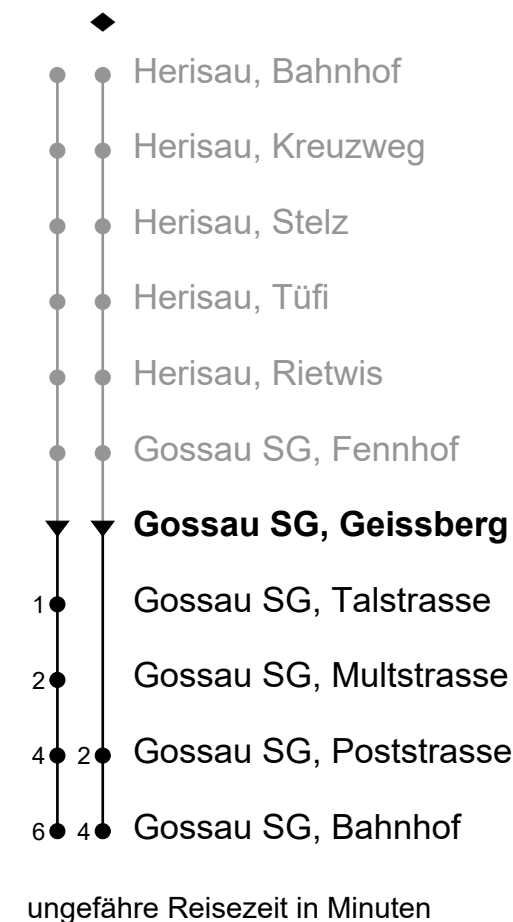 Herisau, Bahnhof
Herisau, Kreuzweg
Herisau, Stelz
Herisau, Tüfi
Herisau, Rietwis
Gossau SG, Fennhof
Gossau SG, Geissberg
1 Gossau SG, Talstrasse
2 Gossau SG, Multstrasse
4 2 Gossau SG, Poststrasse
6 4 Gossau SG, Bahnhof
ungefähre Reisezeit in Minuten